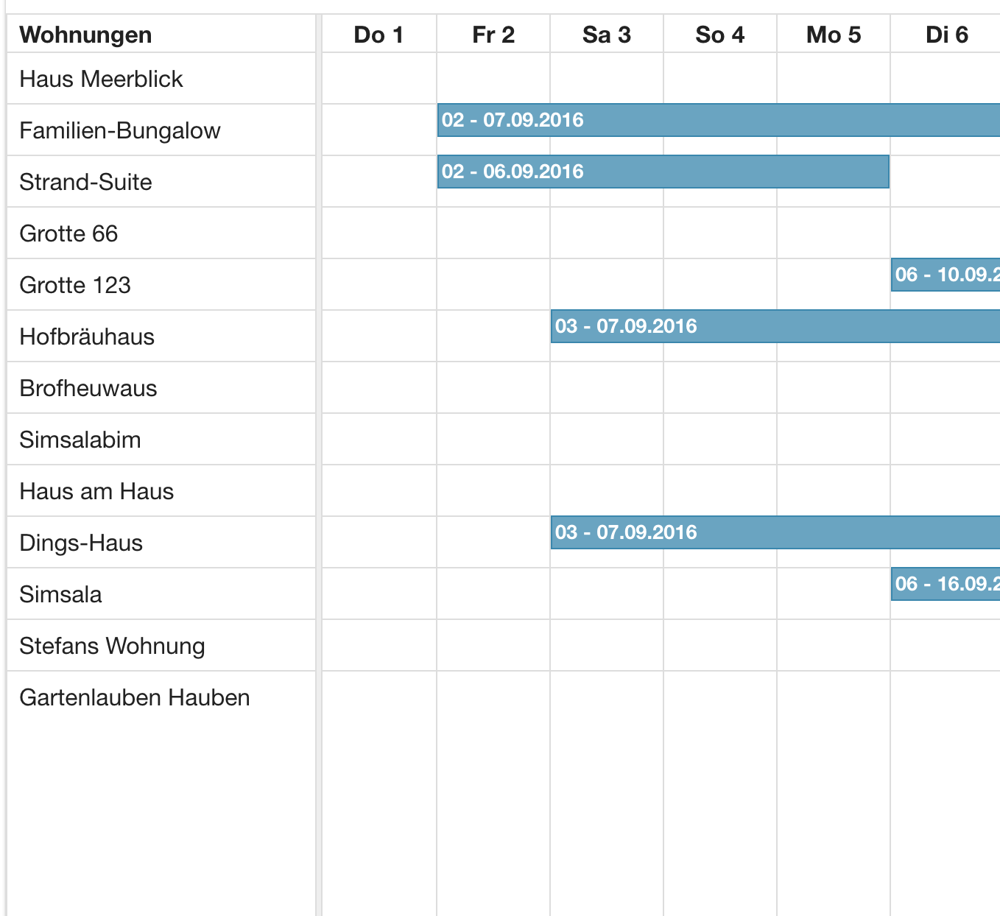 Wohnungen Do 1 Fr 2 Sa 3 So 4 Mo 5 Di 6
Haus Meerblick
Familien-Bungalow 02 - 07.09.2016
Strand-Suite 02 - 06.09.2016
Grotte 66
Grotte 123 06 - 10.09.2
Hofbräuhaus 03 - 07.09.2016
Brofheuwaus
Simsalabim
Haus am Haus
Dings-Haus 03 - 07.09.2016
Simsala 06 - 16.09.2
Stefans Wohnung
Gartenlauben Hauben